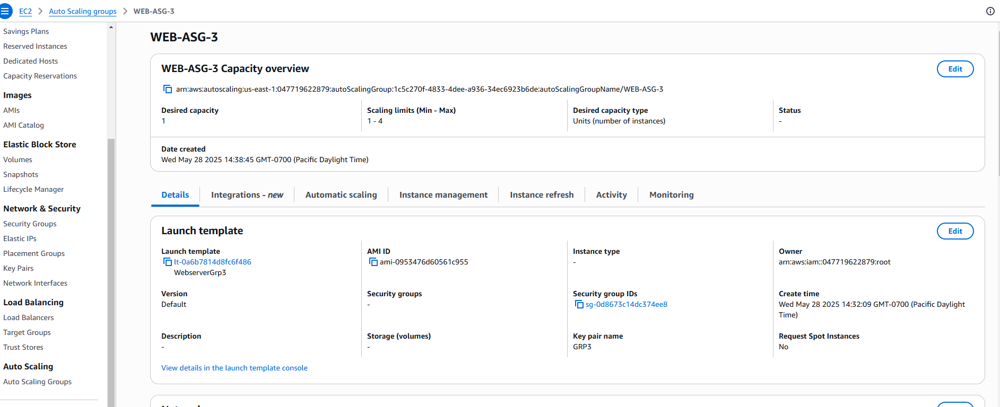 EC2 > Auto Scaling groups > WEB-ASG-3
Savings Plans
Reserved Instances
Dedicated Hosts
Capacity Reservations
Images
AMIs
AMI Catalog
Elastic Block Store
Volumes
Snapshots
Lifecycle Manager
Network & Security
Security Groups
Elastic IPs
Placement Groups
Key Pairs
Network Interfaces
Load Balancing
Load Balancers
Target Groups
Trust Stores
Auto Scaling
Auto Scaling Groups
WEB-ASG-3
WEB-ASG-3 Capacity overview
Edit
arn:aws:autoscaling:us-east-1:047719622879:autoScalingGroup:1c5c270f-4833-4dee-a936-34ec6923b6de:autoScalingGroupName/WEB-ASG-3
Desired capacity
1
Scaling limits (Min - Max)
1 - 4
Desired capacity type
Units (number of instances)
Status
-
Date created
Wed May 28 2025 14:38:45 GMT-0700 (Pacific Daylight Time)
Details
Integrations - new
Automatic scaling
Instance management
Instance refresh
Activity
Monitoring
Launch template
Edit
Launch template
lt-0a6b7814d8fc6f486
WebserverGrp3
AMI ID
ami-0953476d60561c955
Instance type
-
Owner
arn:aws:iam::047719622879:root
Version
Default
Security groups
-
Security group IDs
sg-0d8673c14dc374ee8
Create time
Wed May 28 2025 14:32:09 GMT-0700 (Pacific Daylight
Time)
Description
-
Storage (volumes)
-
Key pair name
GRP3
Request Spot Instances
No
View details in the launch template console